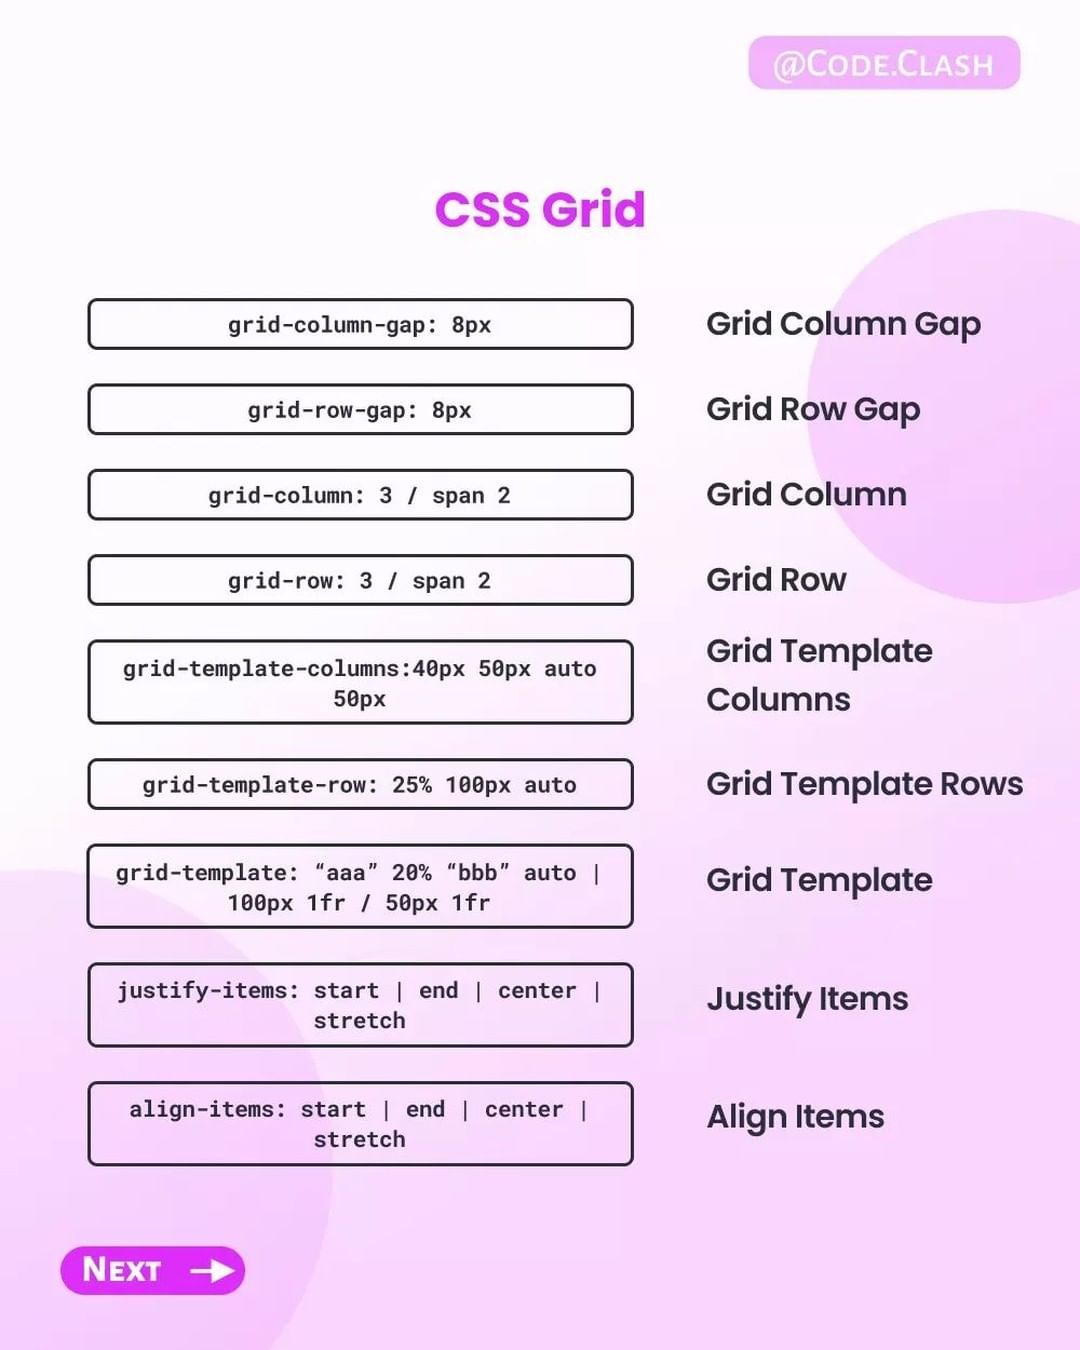 @Code.Clash
CSS Grid
grid-column-gap: 8px
Grid Column Gap
grid-row-gap: 8px
Grid Row Gap
grid-column: 3 / span 2
Grid Column
grid-row: 3 / span 2
Grid Row
grid-template-columns:40px 50px auto
50px
Grid Template
Columns
grid-template-row: 25% 100px auto
Grid Template Rows
grid-template: “aaa” 20% “bbb” auto |
100px 1fr / 50px 1fr
Grid Template
justify-items: start | end | center |
stretch
Justify Items
align-items: start | end | center |
stretch
Align Items
Next